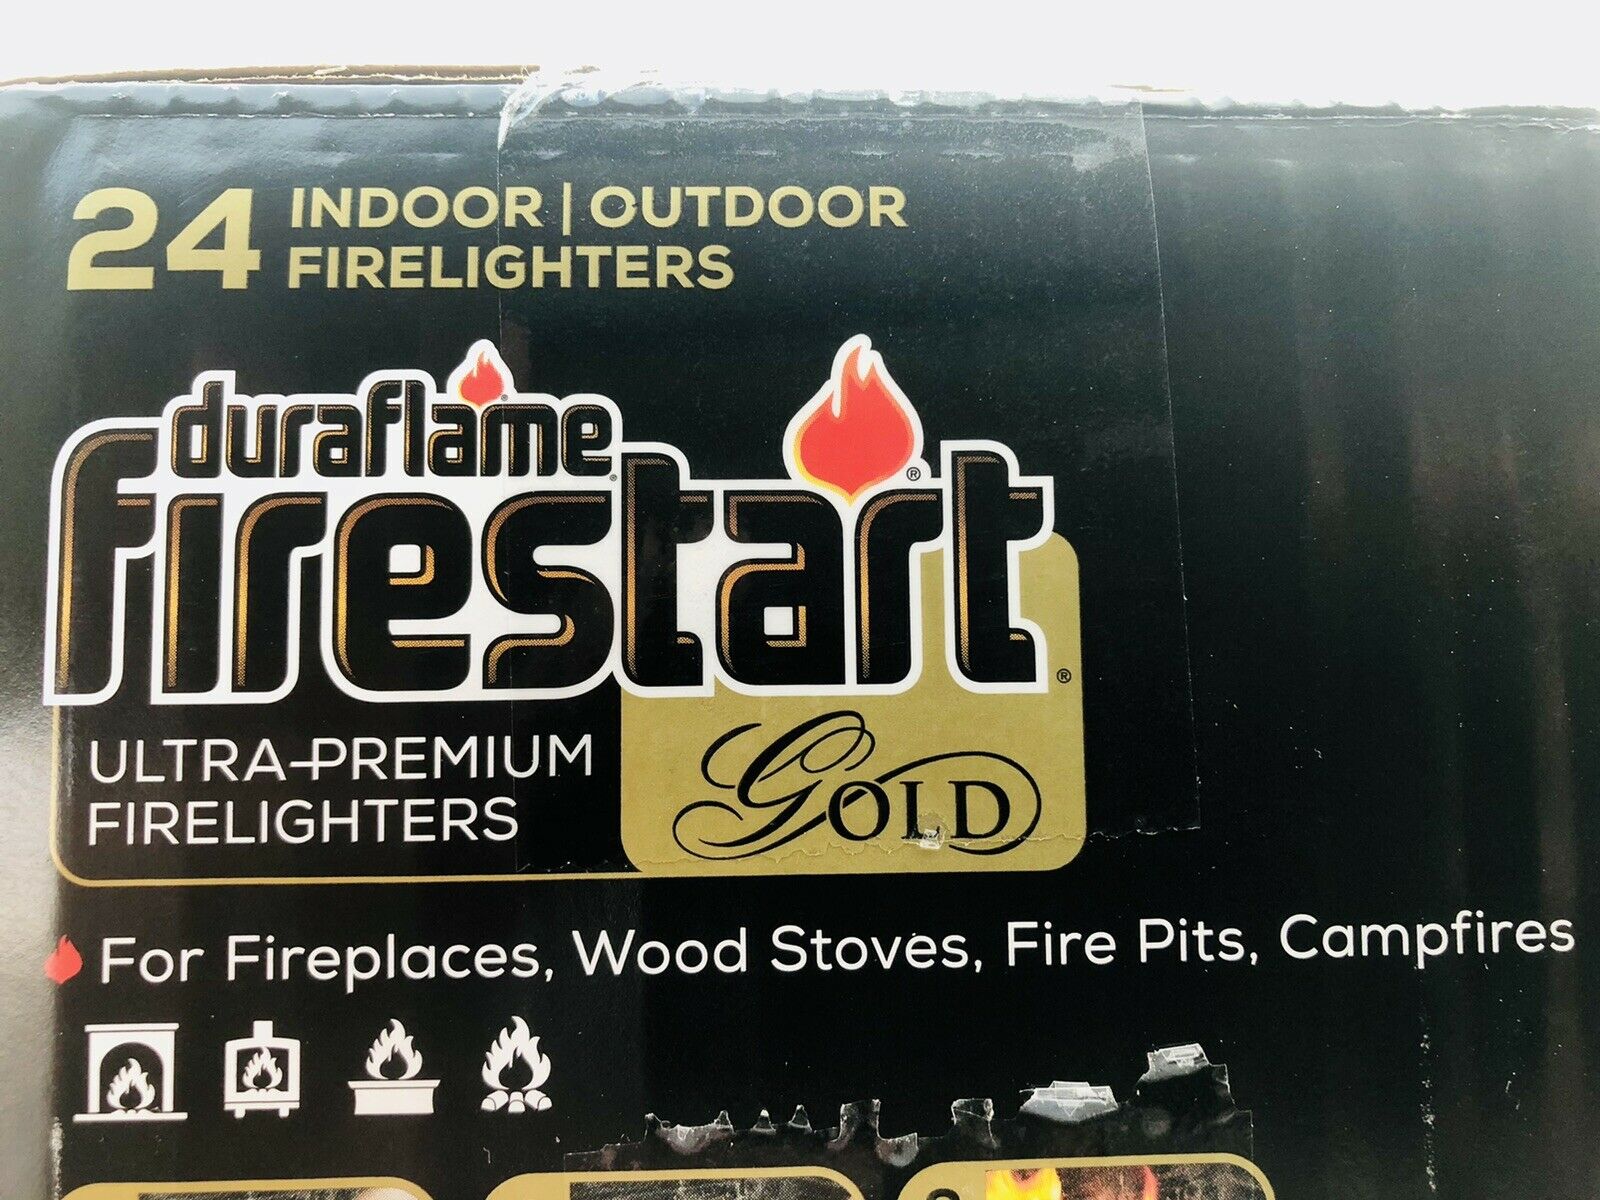 24 INDOOR | OUTDOOR
FIRELIGHTERS
duraflame®
firestart®
ULTRA-PREMIUM
FIRELIGHTERS
GOLD
For Fireplaces, Wood Stoves, Fire Pits, Campfires